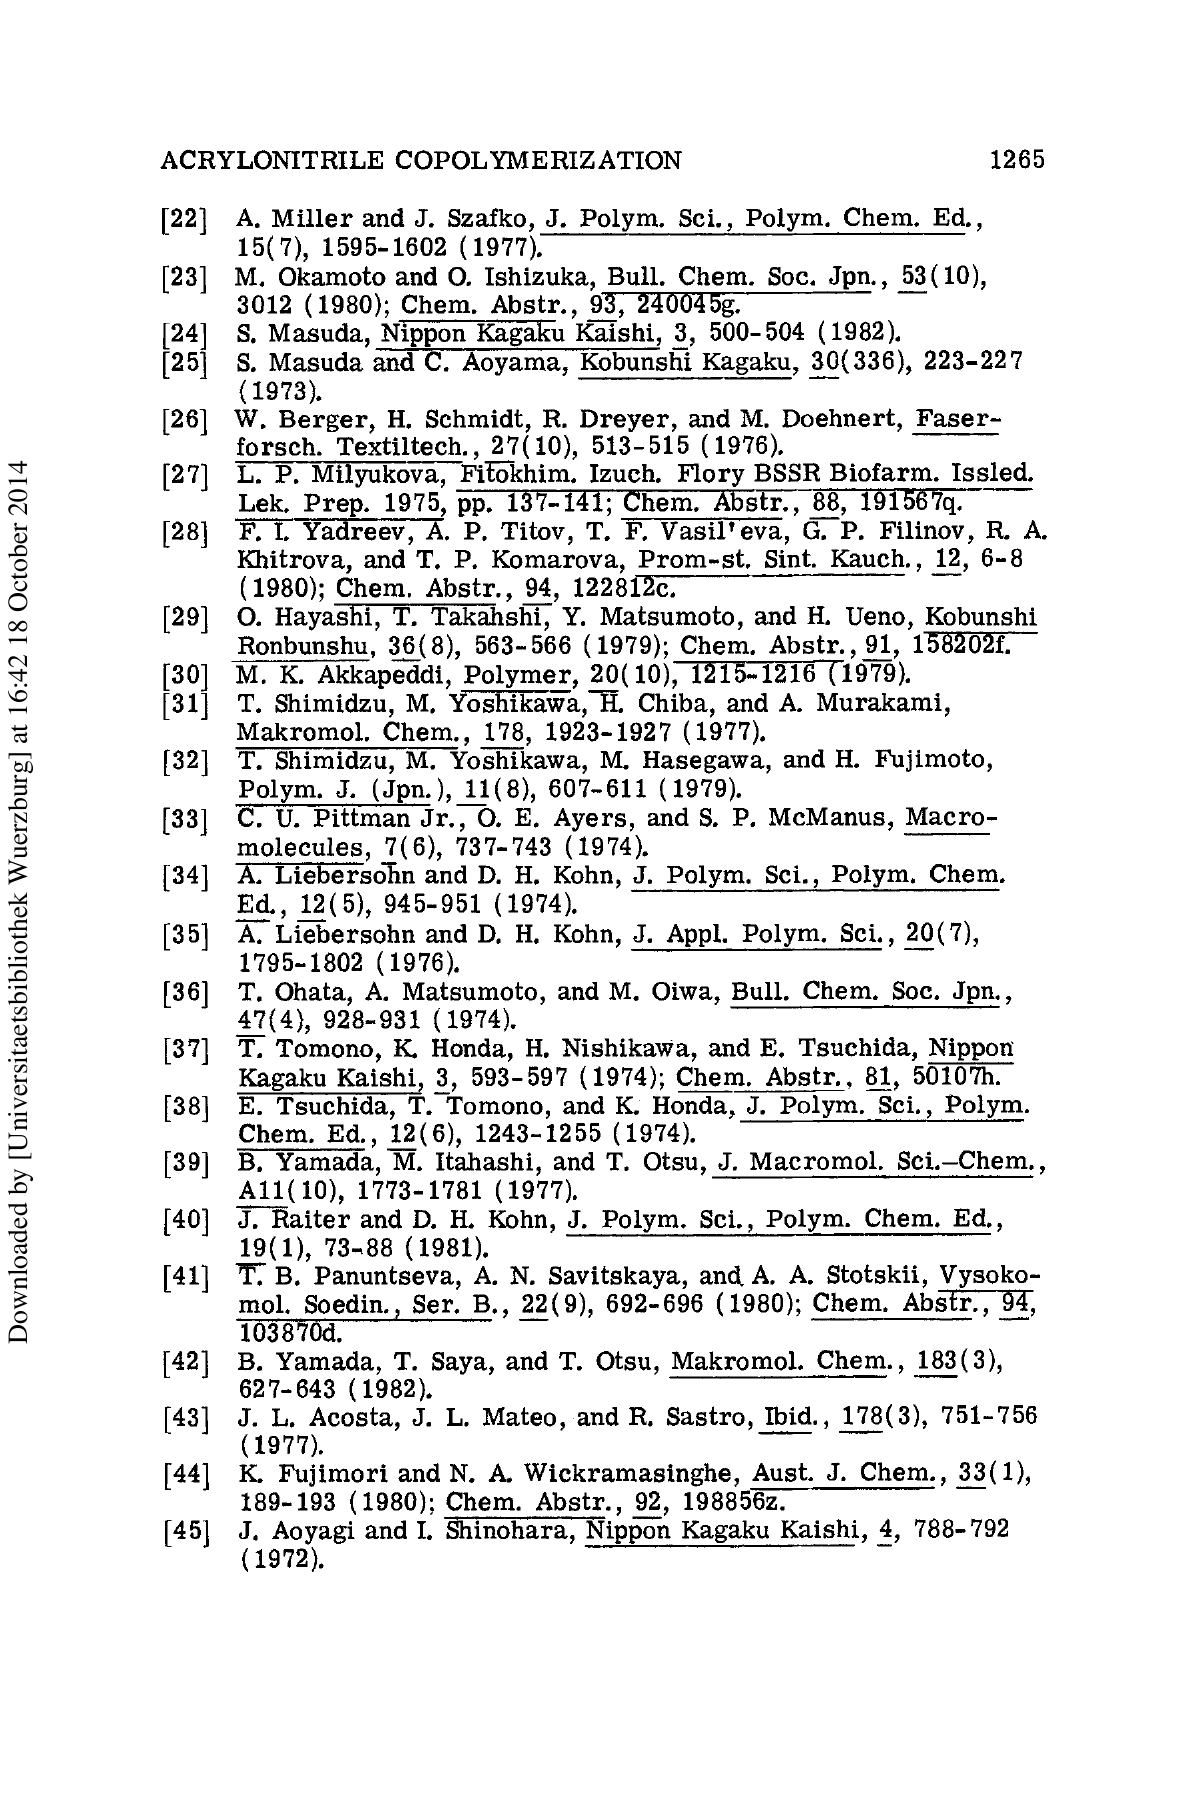 ACRYLONITRILE COPOLYMERIZATION 1265
[22] A. Miller and J. Szafko, J. Polym. Sci., Polym. Chem. Ed.,
15(7), 1595-1602 (1977).
[23] M. Okamoto and O. Ishizuka, Bull. Chem. Soc. Jpn., 53(10),
3012 (1980); Chem. Abstr., 93, 240045g.
[24] S. Masuda, Nippon Kagaku Kaishi, 3, 500-504 (1982).
[25] S. Masuda and C. Aoyama, Kobunshi Kagaku, 30(336), 223-227
(1973).
[26] W. Berger, H. Schmidt, R. Dreyer, and M. Doehnert, Faser-
forsch. Textiltech., 27(10), 513-515 (1976).
[27] L. P. Milyukova, Fitokhim. Izuch. Flory BSSR Biofarm. Issled.
Lek. Prep. 1975, pp. 137-141; Chem. Abstr., 88, 191567q.
[28] F. I. Yadreev, A. P. Titov, T. F. Vasil'eva, G. P. Filinov, R. A.
Khitrova, and T. P. Komarova, Prom-st. Sint. Kauch., 12, 6-8
(1980); Chem. Abstr., 94, 122812c.
[29] O. Hayashi, T. Takahshi, Y. Matsumoto, and H. Ueno, Kobunshi
Ronbunshu, 36(8), 563-566 (1979); Chem. Abstr., 91, 158202f.
[30] M. K. Akkapeddi, Polymer, 20(10), 1215-1216 (1979).
[31] T. Shimidzu, M. Yoshikawa, H. Chiba, and A. Murakami,
Makromol. Chem., 178, 1923-1927 (1977).
[32] T. Shimidzu, M. Yoshikawa, M. Hasegawa, and H. Fujimoto,
Polym. J. (Jpn.), 11(8), 607-611 (1979).
[33] C. U. Pittman Jr., O. E. Ayers, and S. P. McManus, Macro-
molecules, 7(6), 737-743 (1974).
[34] A. Liebersohn and D. H. Kohn, J. Polym. Sci., Polym. Chem.
Ed., 12(5), 945-951 (1974).
[35] A. Liebersohn and D. H. Kohn, J. Appl. Polym. Sci., 20(7),
1795-1802 (1976).
[36] T. Ohata, A. Matsumoto, and M. Oiwa, Bull. Chem. Soc. Jpn.,
47(4), 928-931 (1974).
[37] T. Tomono, K. Honda, H. Nishikawa, and E. Tsuchida, Nippon
Kagaku Kaishi, 3, 593-597 (1974); Chem. Abstr., 81, 50107h.
[38] E. Tsuchida, T. Tomono, and K. Honda, J. Polym. Sci., Polym.
Chem. Ed., 12(6), 1243-1255 (1974).
[39] B. Yamada, M. Itahashi, and T. Otsu, J. Macromol. Sci.–Chem.,
A11(10), 1773-1781 (1977).
[40] J. Raiter and D. H. Kohn, J. Polym. Sci., Polym. Chem. Ed.,
19(1), 73-88 (1981).
[41] T. B. Panuntseva, A. N. Savitskaya, and A. A. Stotskii, Vysoko-
mol. Soedin., Ser. B., 22(9), 692-696 (1980); Chem. Abstr., 94,
103870d.
[42] B. Yamada, T. Saya, and T. Otsu, Makromol. Chem., 183(3),
627-643 (1982).
[43] J. L. Acosta, J. L. Mateo, and R. Sastro, Ibid., 178(3), 751-756
(1977).
[44] K. Fujimori and N. A. Wickramasinghe, Aust. J. Chem., 33(1),
189-193 (1980); Chem. Abstr., 92, 198856z.
[45] J. Aoyagi and I. Shinohara, Nippon Kagaku Kaishi, 4, 788-792
(1972).
Downloaded by [Universitaetsbibliothek Wuerzburg] at 16:42 18 October 2014